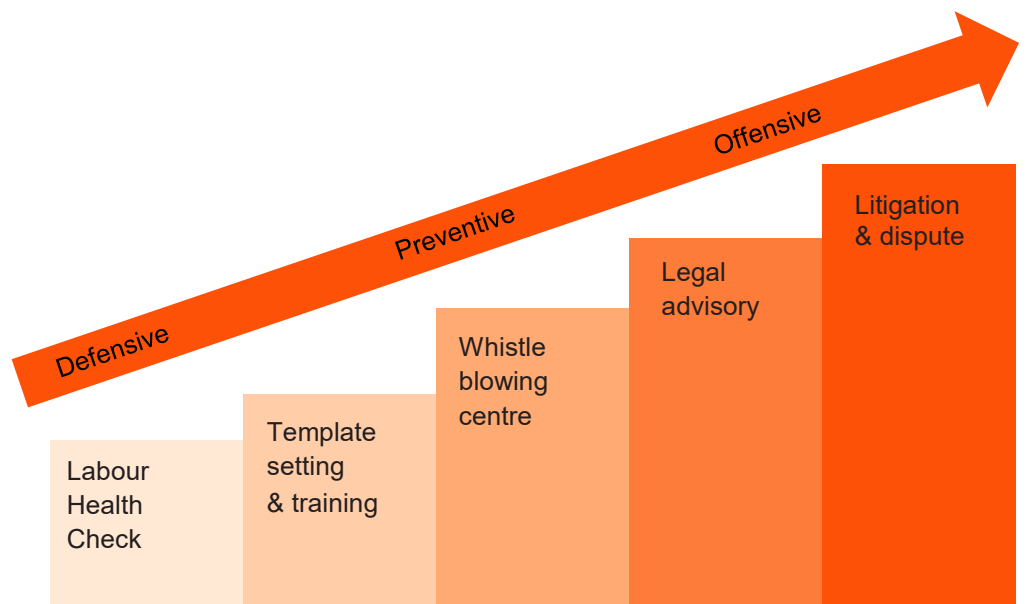 Offensive
Preventive
Defensive
Labour
Health
Check
Template
setting
& training
Whistle
blowing
centre
Legal
advisory
Litigation
& dispute